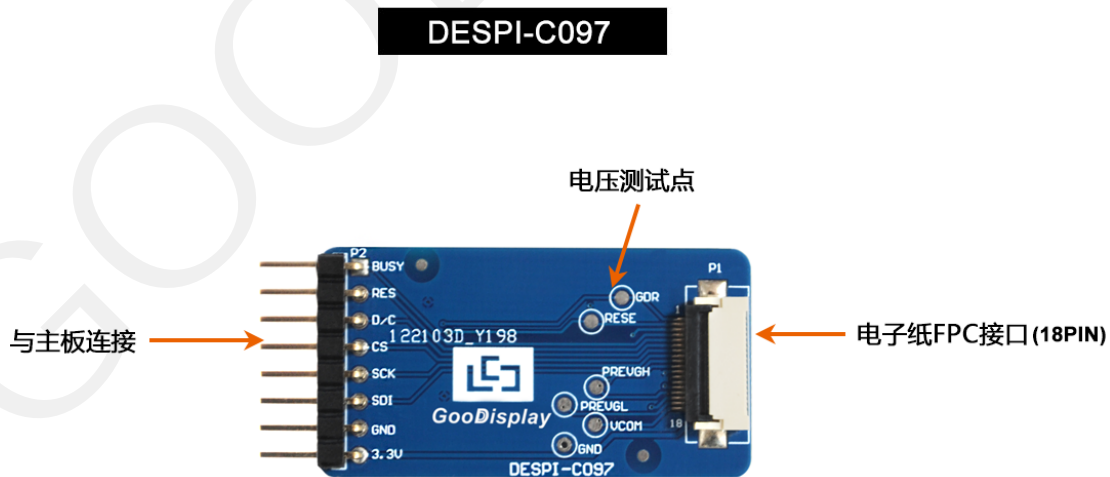 DESPI-C097
电压测试点
P2
BUSY
RES
D/C
CS
SCK
SDI
GND
3.3V
122103D_Y198
GooDisplay
GDR
RESE
PREVGH
PREVGL
VCOM
GND
DESPI-C097
P1
1
18
与主板连接
电子纸FPC接口(18PIN)